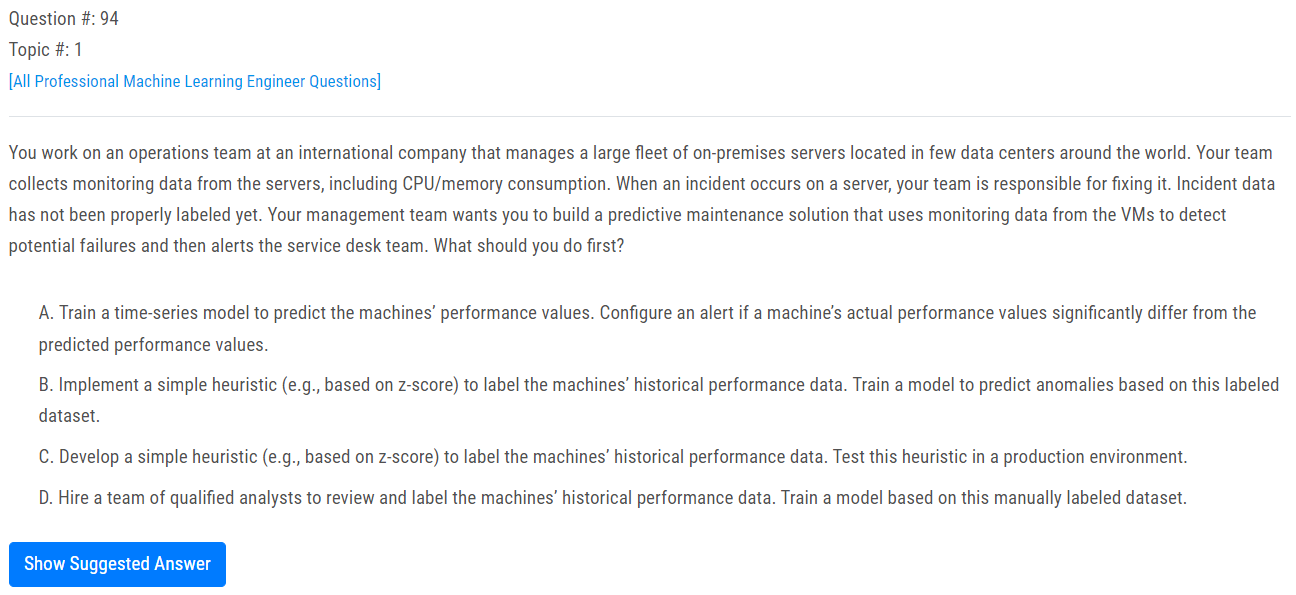 Question #: 94
Topic #: 1
[All Professional Machine Learning Engineer Questions]
You work on an operations team at an international company that manages a large fleet of on-premises servers located in few data centers around the world. Your team
collects monitoring data from the servers, including CPU/memory consumption. When an incident occurs on a server, your team is responsible for fixing it. Incident data
has not been properly labeled yet. Your management team wants you to build a predictive maintenance solution that uses monitoring data from the VMs to detect
potential failures and then alerts the service desk team. What should you do first?
A. Train a time-series model to predict the machines’ performance values. Configure an alert if a machine’s actual performance values significantly differ from the
predicted performance values.
B. Implement a simple heuristic (e.g., based on z-score) to label the machines’ historical performance data. Train a model to predict anomalies based on this labeled
dataset.
C. Develop a simple heuristic (e.g., based on z-score) to label the machines’ historical performance data. Test this heuristic in a production environment.
D. Hire a team of qualified analysts to review and label the machines’ historical performance data. Train a model based on this manually labeled dataset.
Show Suggested Answer